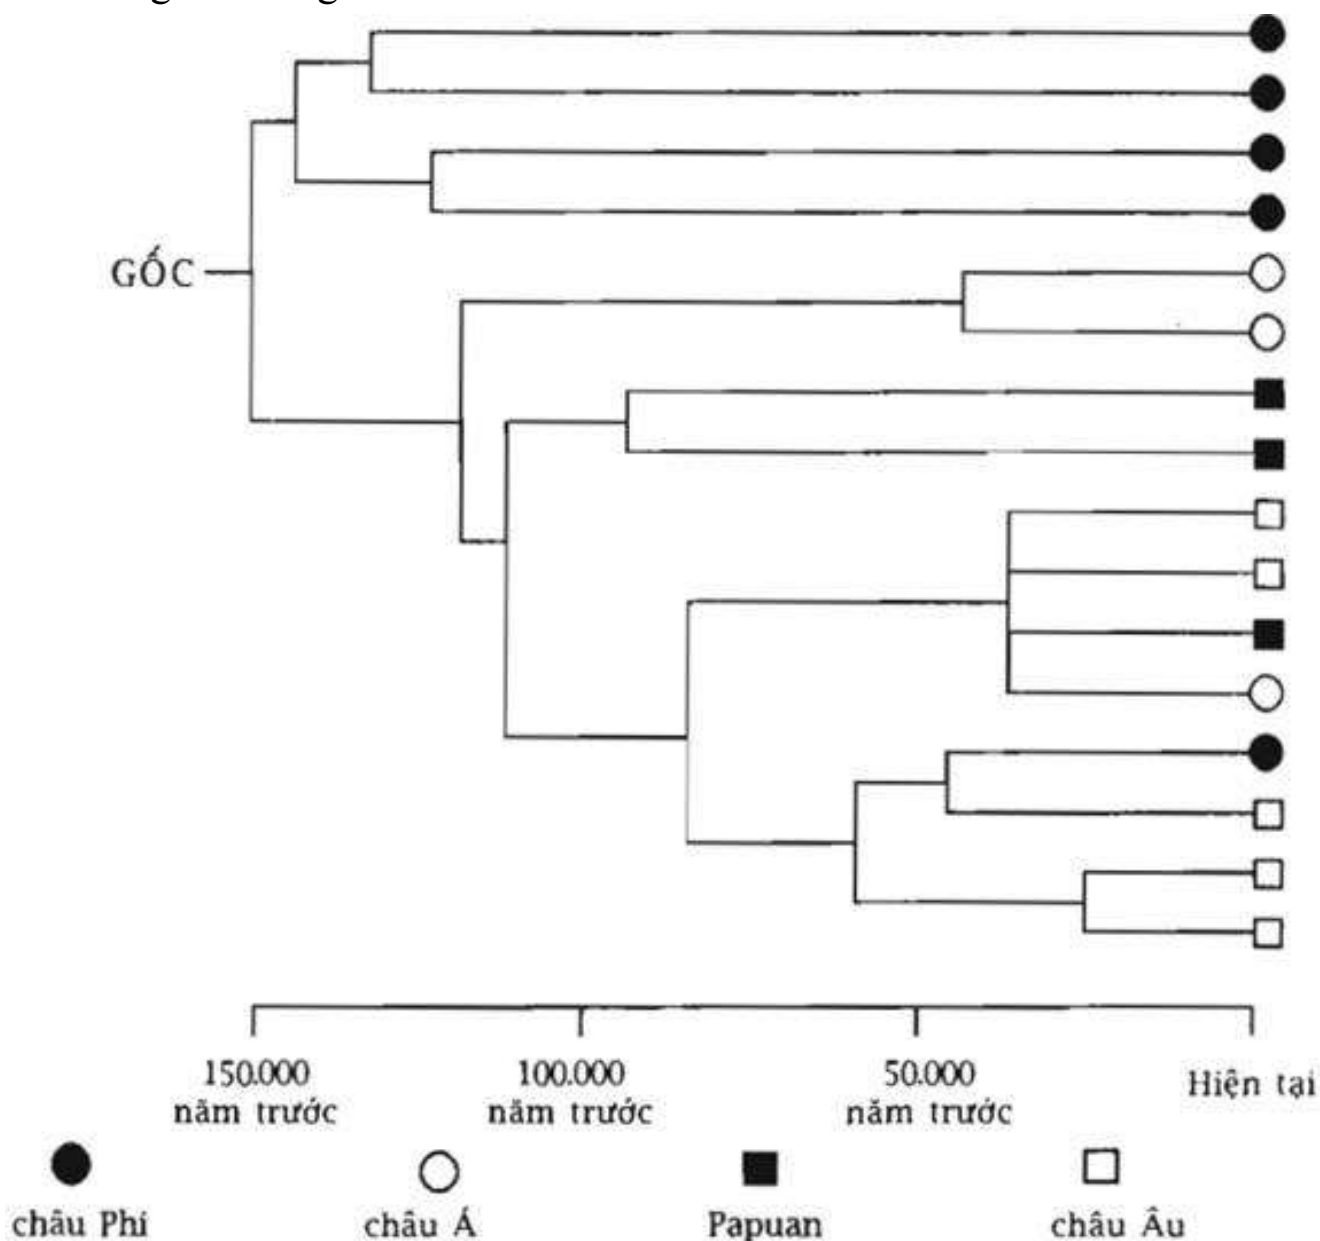 GỐC
150.000
năm trước
100.000
năm trước
50.000
năm trước
Hiện tại
châu Phi
châu Á
Papuan
châu Âu